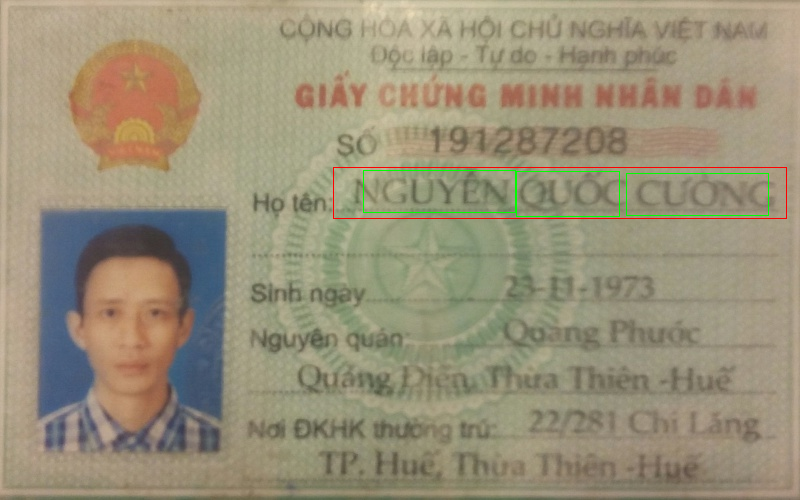 CỘNG HÒA XÃ HỘI CHỦ NGHĨA VIỆT NAM
Độc lập - Tự do - Hạnh phúc
GIẤY CHỨNG MINH NHÂN DÂN
SỐ 191287208
Họ tên: NGUYỄN QUỐC CƯỜNG
Sinh ngày 23-11-1973
Nguyên quán: Quảng Phước
Quảng Điền, Thừa Thiên -Huế
Nơi ĐKHK thường trú: 22/281 Chi Lăng
TP. Huế, Thừa Thiên -Huế